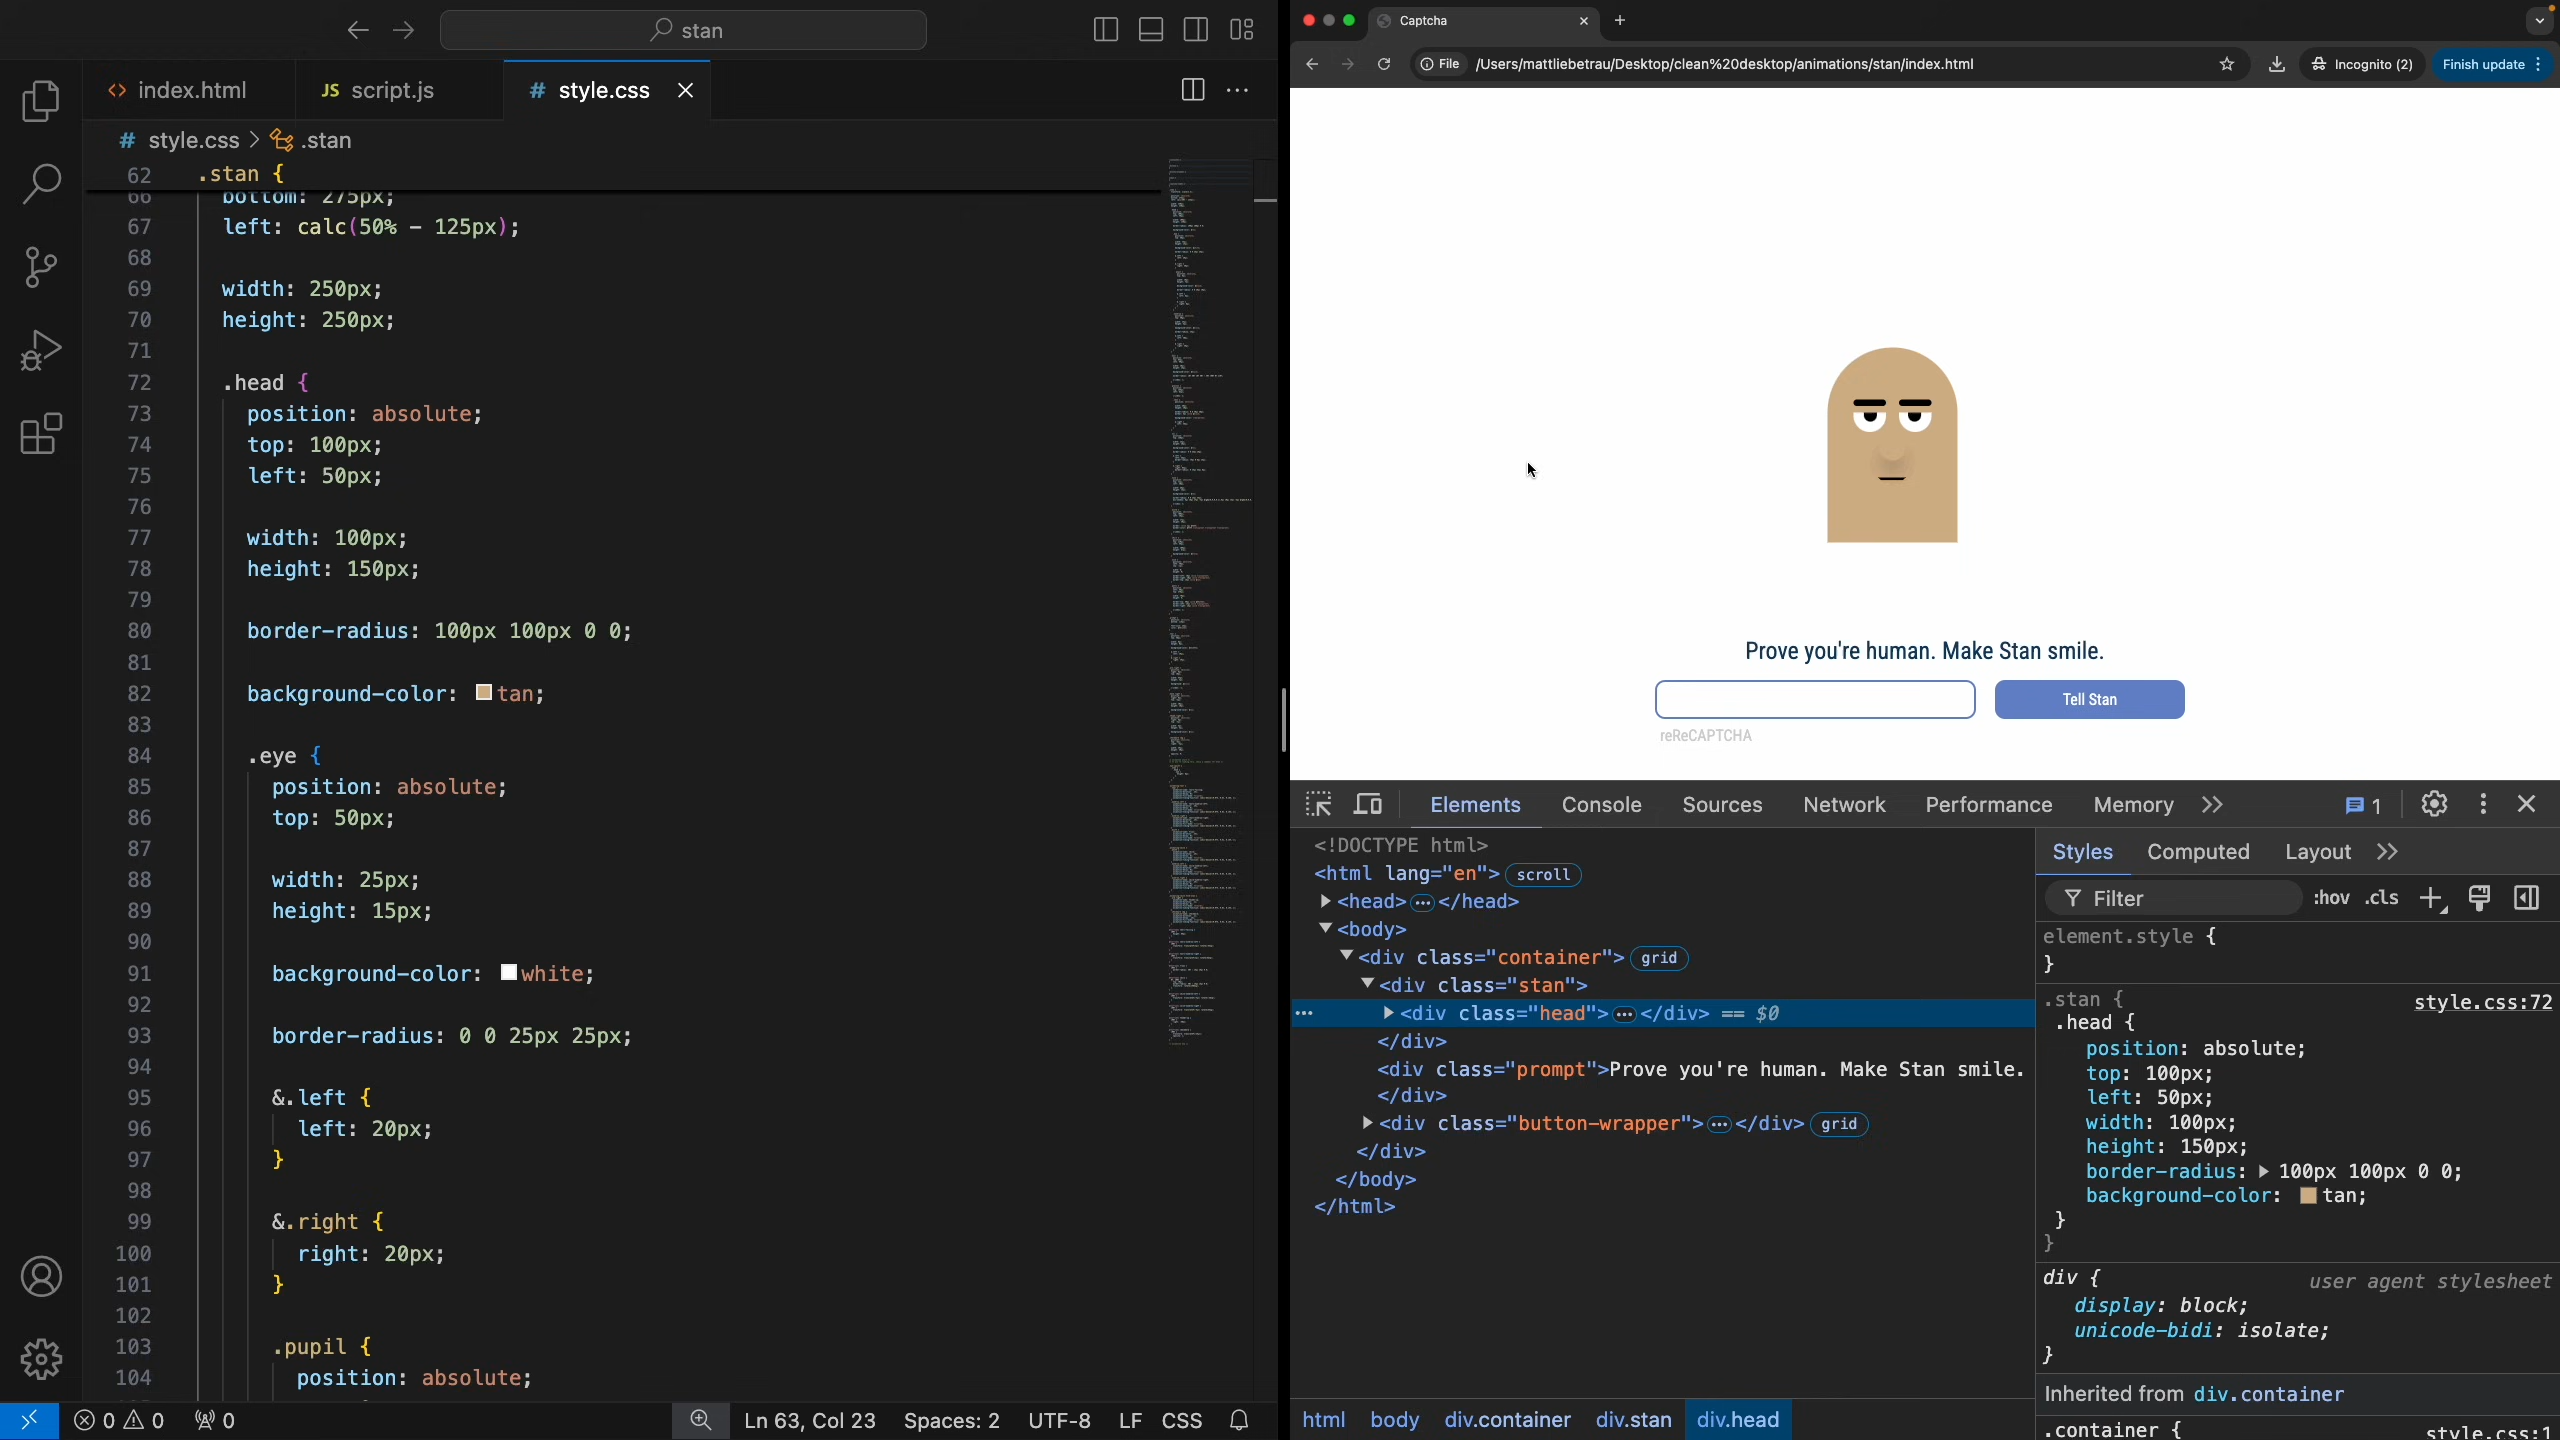 stan
index.html
JS script.js
# style.css
# style.css > .stan
62 .stan {
66 bottom: 275px;
67 left: calc(50% - 125px);
68
69 width: 250px;
70 height: 250px;
71
72 .head {
73 position: absolute;
74 top: 100px;
75 left: 50px;
76
77 width: 100px;
78 height: 150px;
79
80 border-radius: 100px 100px 0 0;
81
82 background-color: tan;
83
84 .eye {
85 position: absolute;
86 top: 50px;
87
88 width: 25px;
89 height: 15px;
90
91 background-color: white;
92
93 border-radius: 0 0 25px 25px;
94
95 &.left {
96 left: 20px;
97 }
98
99 &.right {
100 right: 20px;
101 }
102
103 .pupil {
104 position: absolute;
0 0 0 Ln 63, Col 23 Spaces: 2 UTF-8 LF CSS
Captcha
File /Users/mattliebetrau/Desktop/clean%20desktop/animations/stan/index.html Incognito (2) Finish update
Prove you're human. Make Stan smile.
Tell Stan
reReCAPTCHA
Elements Console Sources Network Performance Memory 1
<!DOCTYPE html>
<html lang="en"> scroll
<head> … </head>
<body>
<div class="container"> grid
<div class="stan">
<div class="head"> … </div> == $0
</div>
<div class="prompt">Prove you're human. Make Stan smile.
</div>
<div class="button-wrapper"> … </div> grid
</div>
</body>
</html>
html body div.container div.stan div.head
Styles Computed Layout
Filter :hov .cls
element.style {
}
.stan { style.css:72
.head {
position: absolute;
top: 100px;
left: 50px;
width: 100px;
height: 150px;
border-radius: 100px 100px 0 0;
background-color: tan;
}
}
div { user agent stylesheet
display: block;
unicode-bidi: isolate;
}
Inherited from div.container
.container { style.css:1